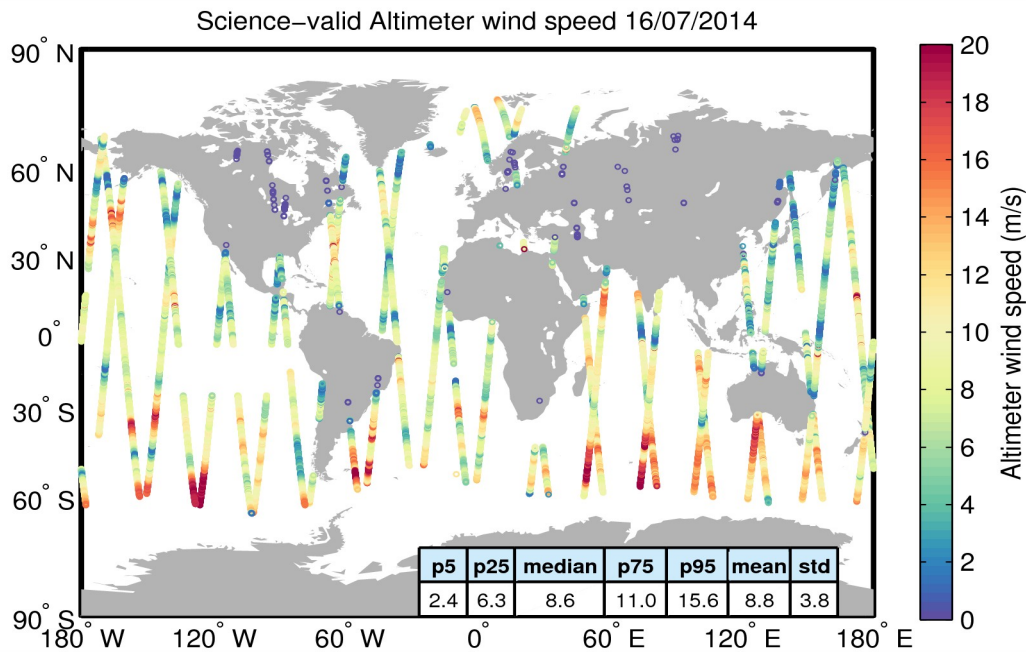 Science−valid Altimeter wind speed 16/07/2014
90° N
60° N
30° N
0°
30° S
60° S
90° S
180° W
120° W
60° W
0°
60° E
120° E
180° E
p5 p25 median p75 p95 mean std
2.4 6.3 8.6 11.0 15.6 8.8 3.8
20
18
16
14
12
10
8
6
4
2
0
Altimeter wind speed (m/s)